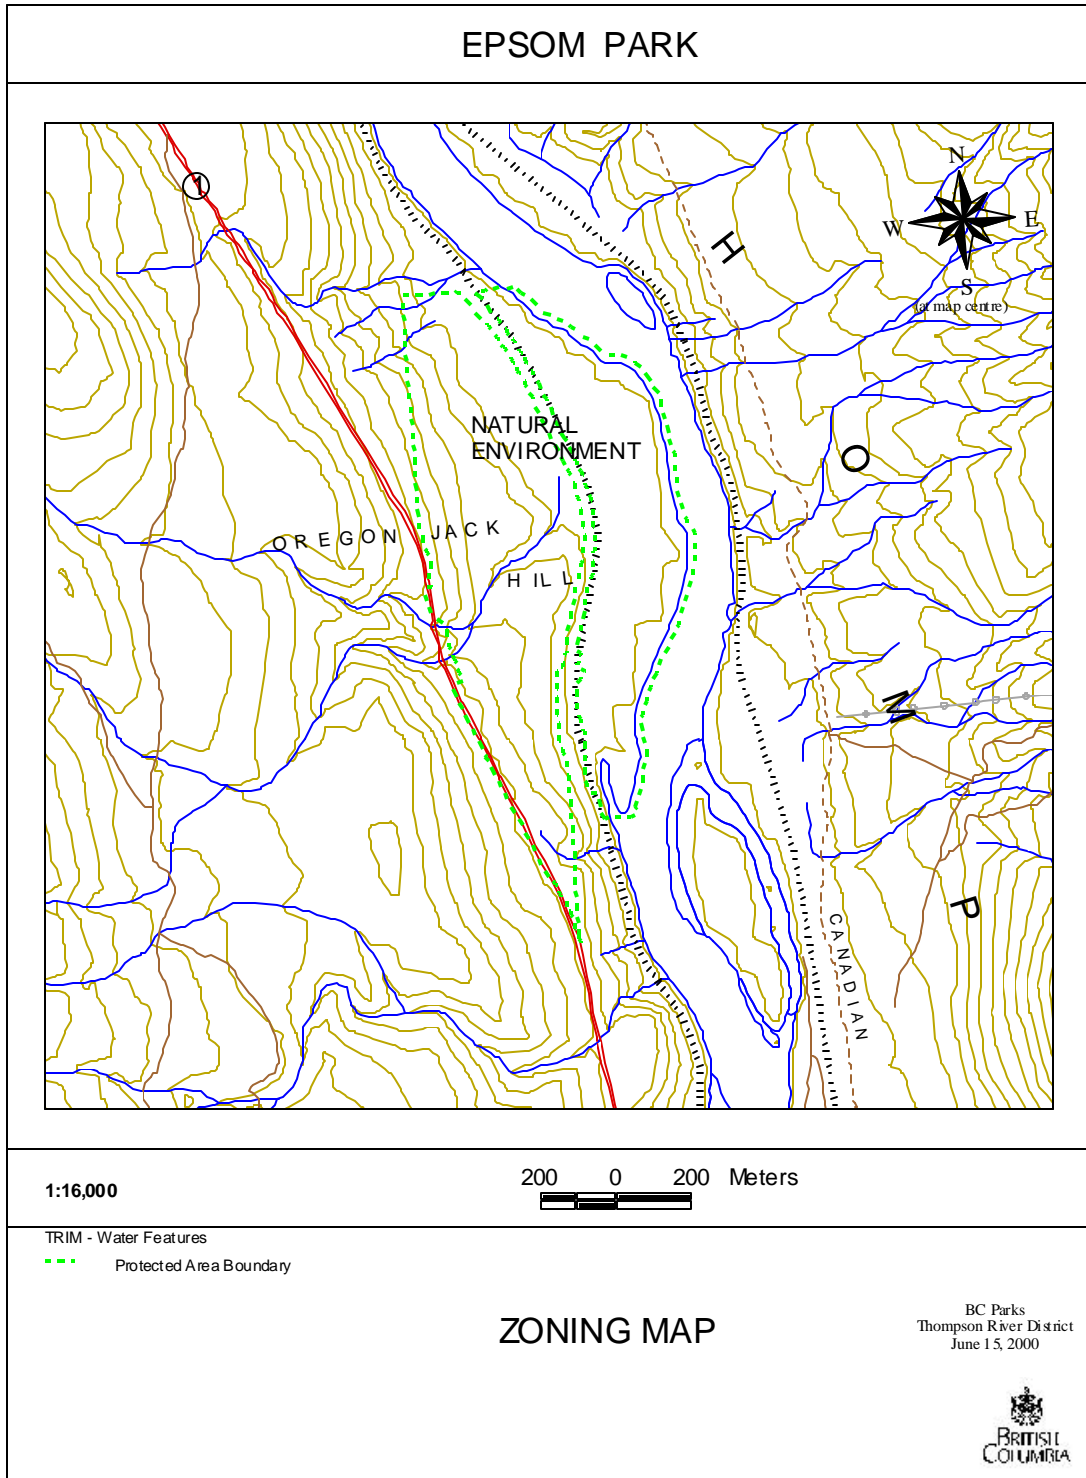 EPSOM PARK
1
N
W E
S
(at map centre)
H
O
M
P
NATURAL
ENVIRONMENT
OREGON JACK
HILL
CANADIAN
1:16,000
200 0 200 Meters
TRIM - Water Features
Protected Area Boundary
ZONING MAP
BC Parks
Thompson River District
June 15, 2000
BRITISH
COLUMBIA